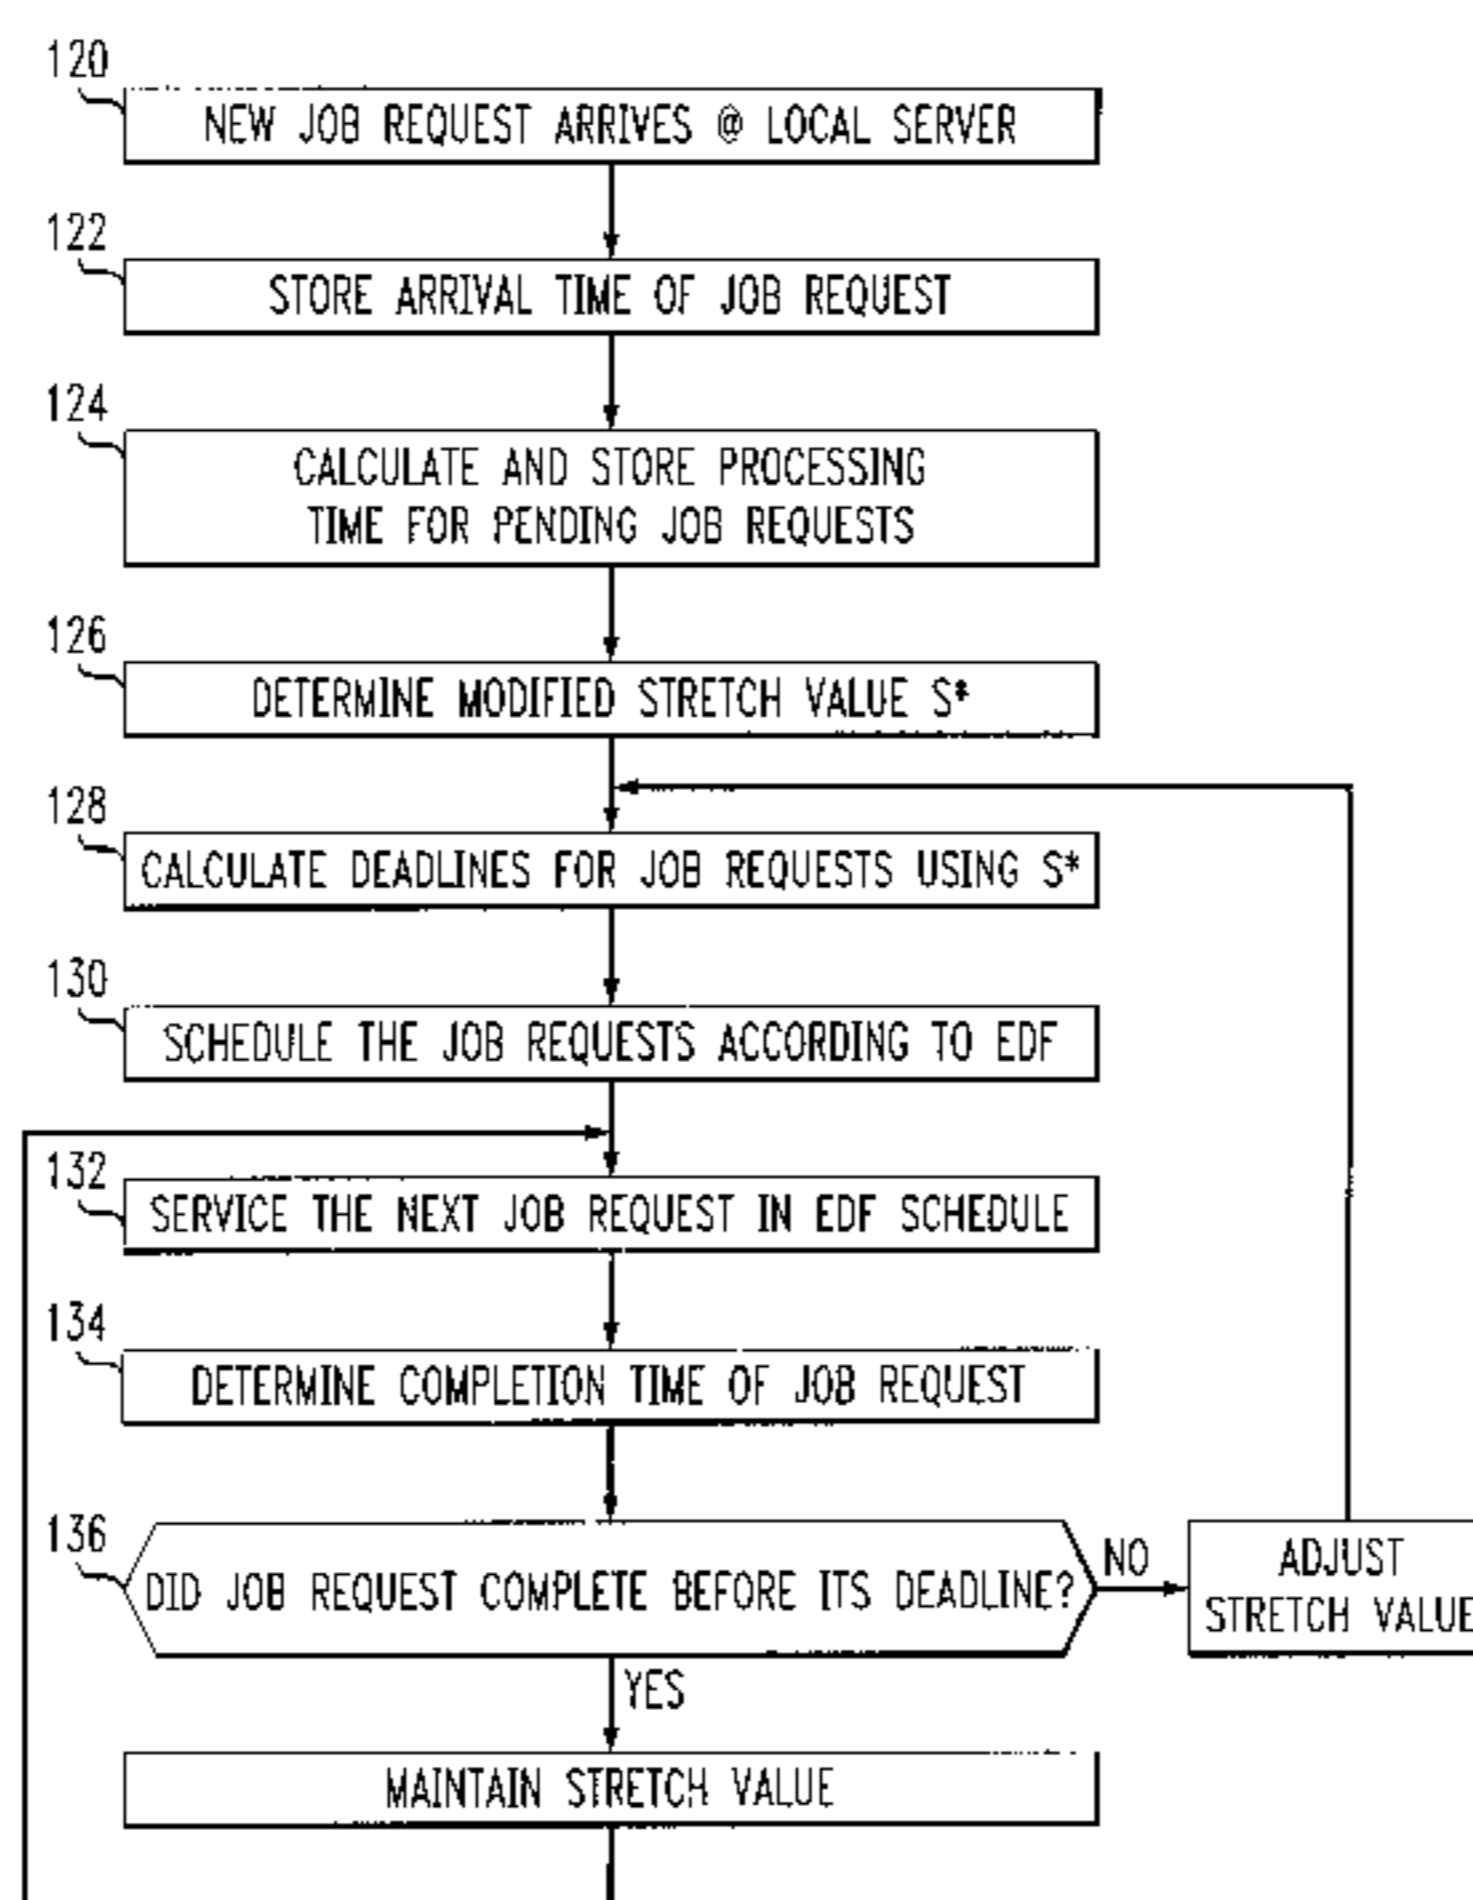 120
NEW JOB REQUEST ARRIVES @ LOCAL SERVER
122
STORE ARRIVAL TIME OF JOB REQUEST
124
CALCULATE AND STORE PROCESSING
TIME FOR PENDING JOB REQUESTS
126
DETERMINE MODIFIED STRETCH VALUE S*
128
CALCULATE DEADLINES FOR JOB REQUESTS USING S*
130
SCHEDULE THE JOB REQUESTS ACCORDING TO EDF
132
SERVICE THE NEXT JOB REQUEST IN EDF SCHEDULE
134
DETERMINE COMPLETION TIME OF JOB REQUEST
136
DID JOB REQUEST COMPLETE BEFORE ITS DEADLINE?
NO
ADJUST
STRETCH VALUE
YES
MAINTAIN STRETCH VALUE